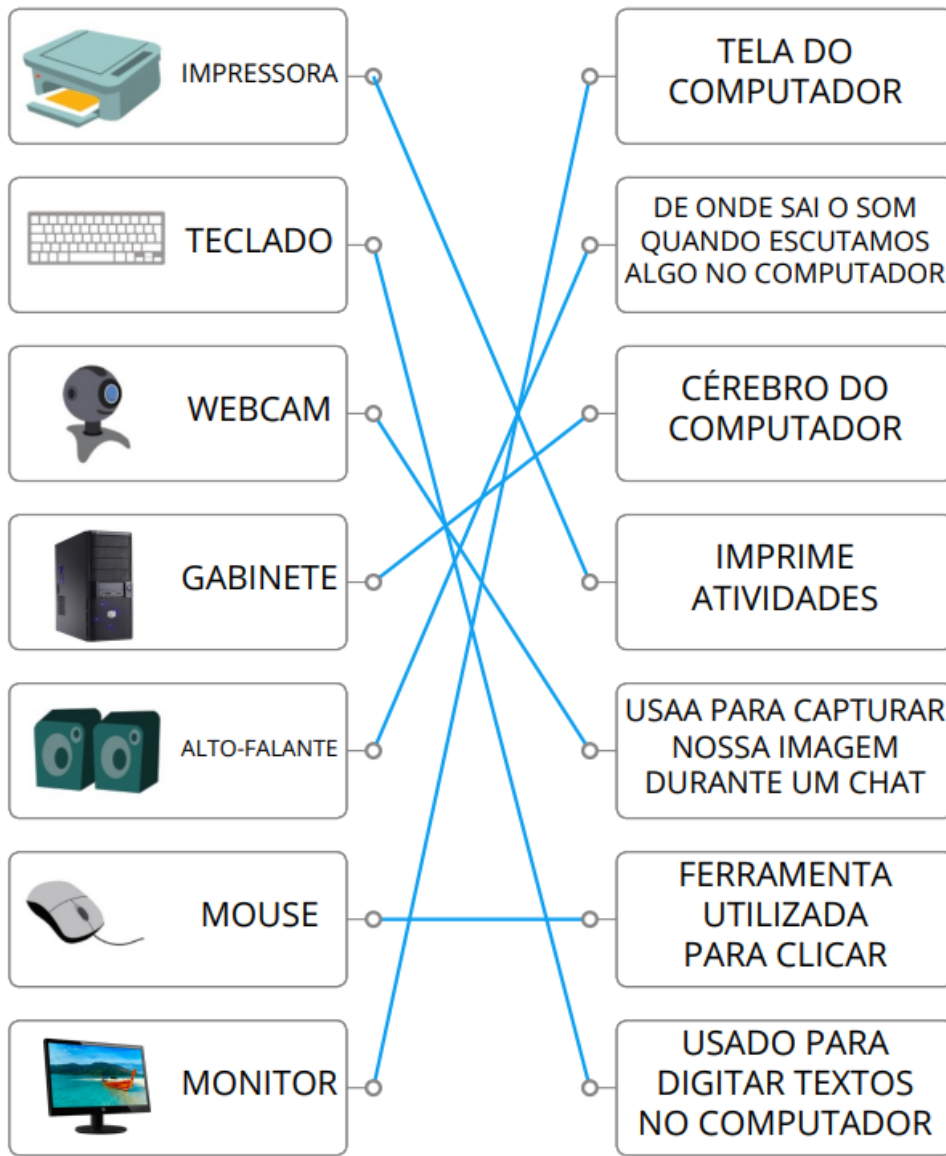 IMPRESSORA
TELA DO
COMPUTADOR
TECLADO
DE ONDE SAI O SOM
QUANDO ESCUTAMOS
ALGO NO COMPUTADOR
WEBCAM
CÉREBRO DO
COMPUTADOR
GABINETE
IMPRIME
ATIVIDADES
ALTO-FALANTE
USAA PARA CAPTURAR
NOSSA IMAGEM
DURANTE UM CHAT
MOUSE
FERRAMENTA
UTILIZADA
PARA CLICAR
MONITOR
USADO PARA
DIGITAR TEXTOS
NO COMPUTADOR